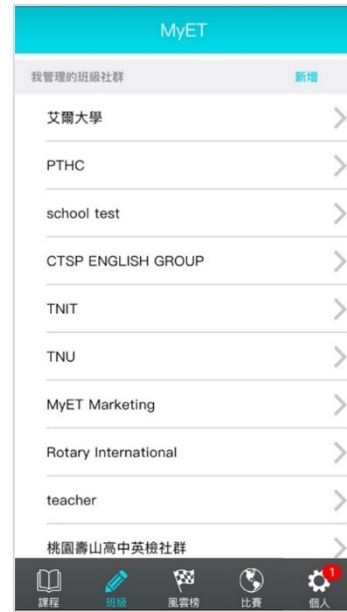 MyET
我管理的班級社群 新增
艾爾大學
PTHC
school test
CTSP ENGLISH GROUP
TNIT
TNU
MyET Marketing
Rotary International
teacher
桃園壽山高中英檢社群
1
課程 班級 風雲榜 比賽 個人